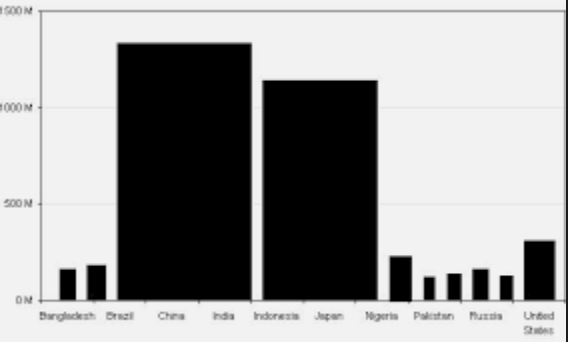 1500 M
1000 M
500 M
0 M
Bangladesh Brazil China India Indonesia Japan Nigeria Pakistan Russia United
States